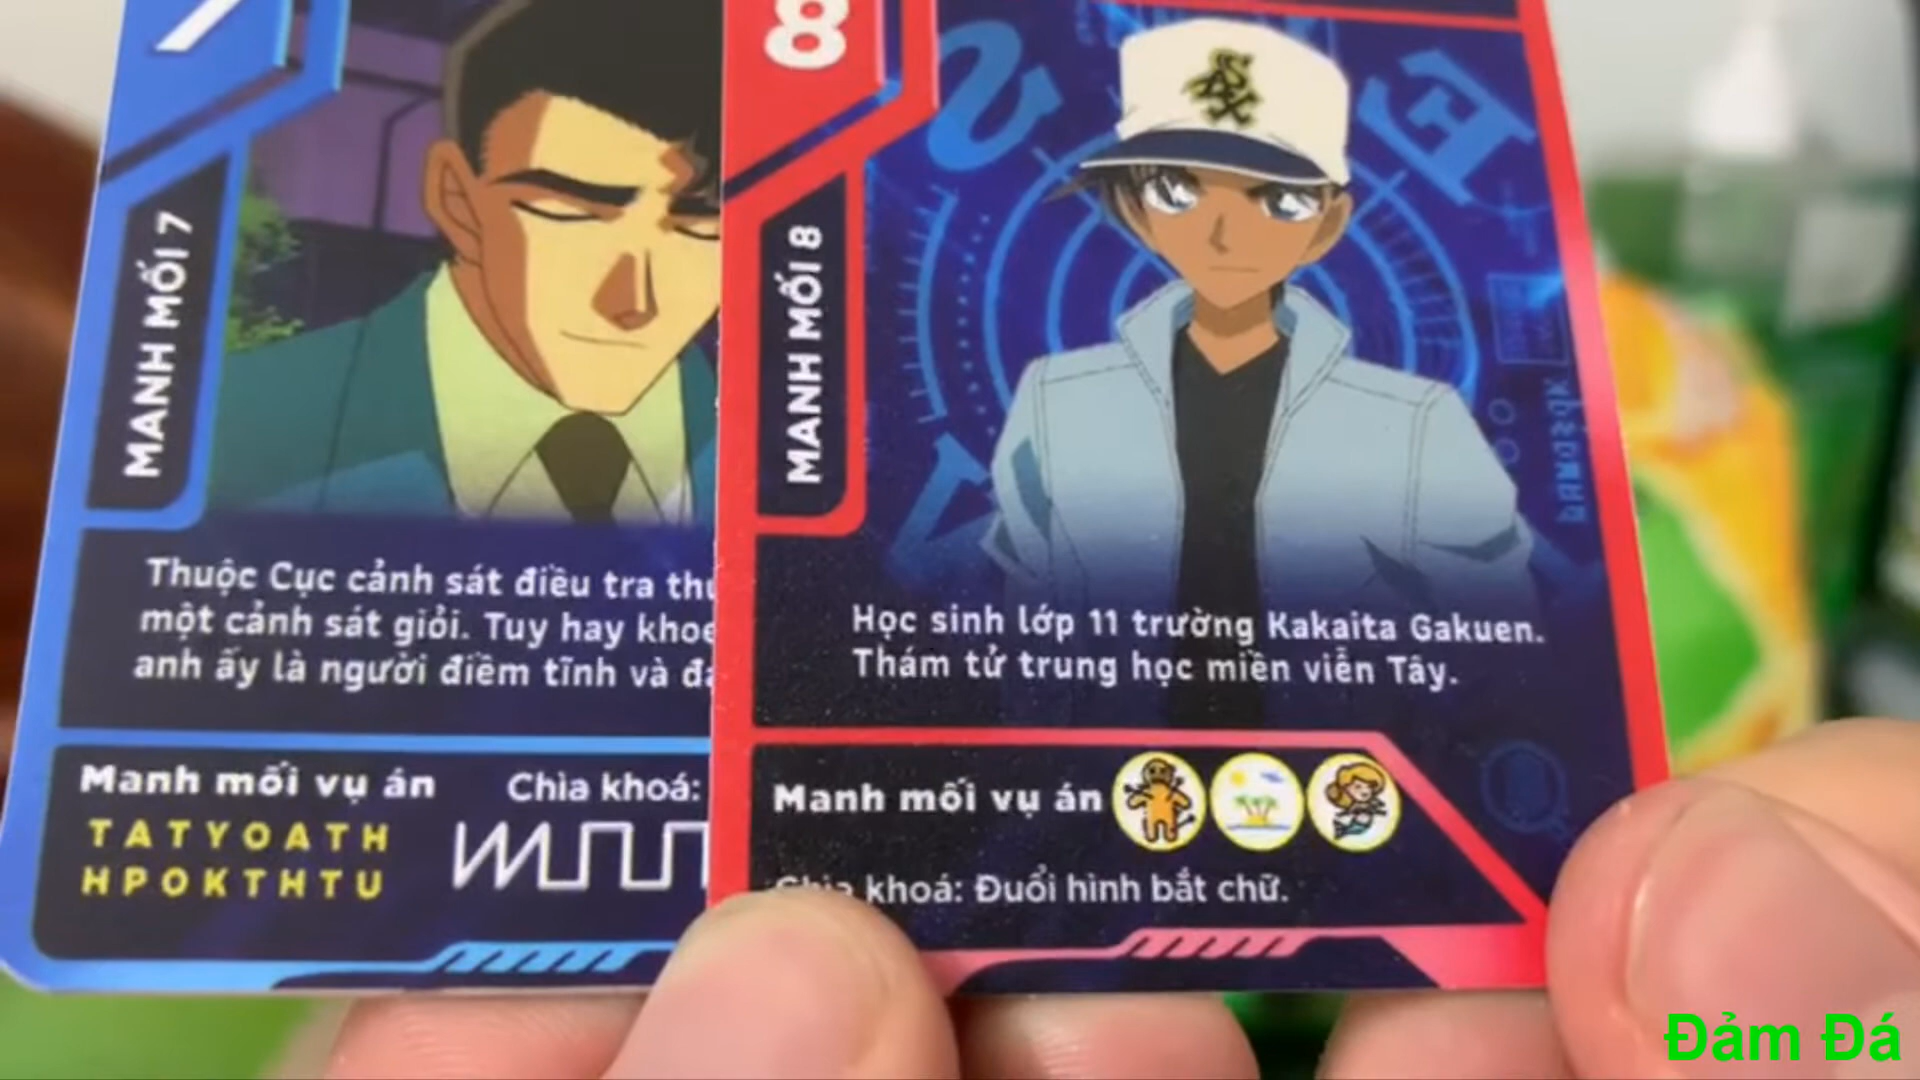 7
MANH MỐI 7
Thuộc Cục cảnh sát điều tra
một cảnh sát giỏi. Tuy hay khoe
anh ấy là người điềm tĩnh và
Manh mối vụ án
Chìa khoá:
TATYOATH
HPOKTHTU
8
SAX
MANH MỐI 8
Học sinh lớp 11 trường Kakaita Gakuen.
Thám tử trung học miền viễn Tây.
Manh mối vụ án
Chìa khoá: Đuổi hình bắt chữ.
Đảm Đá